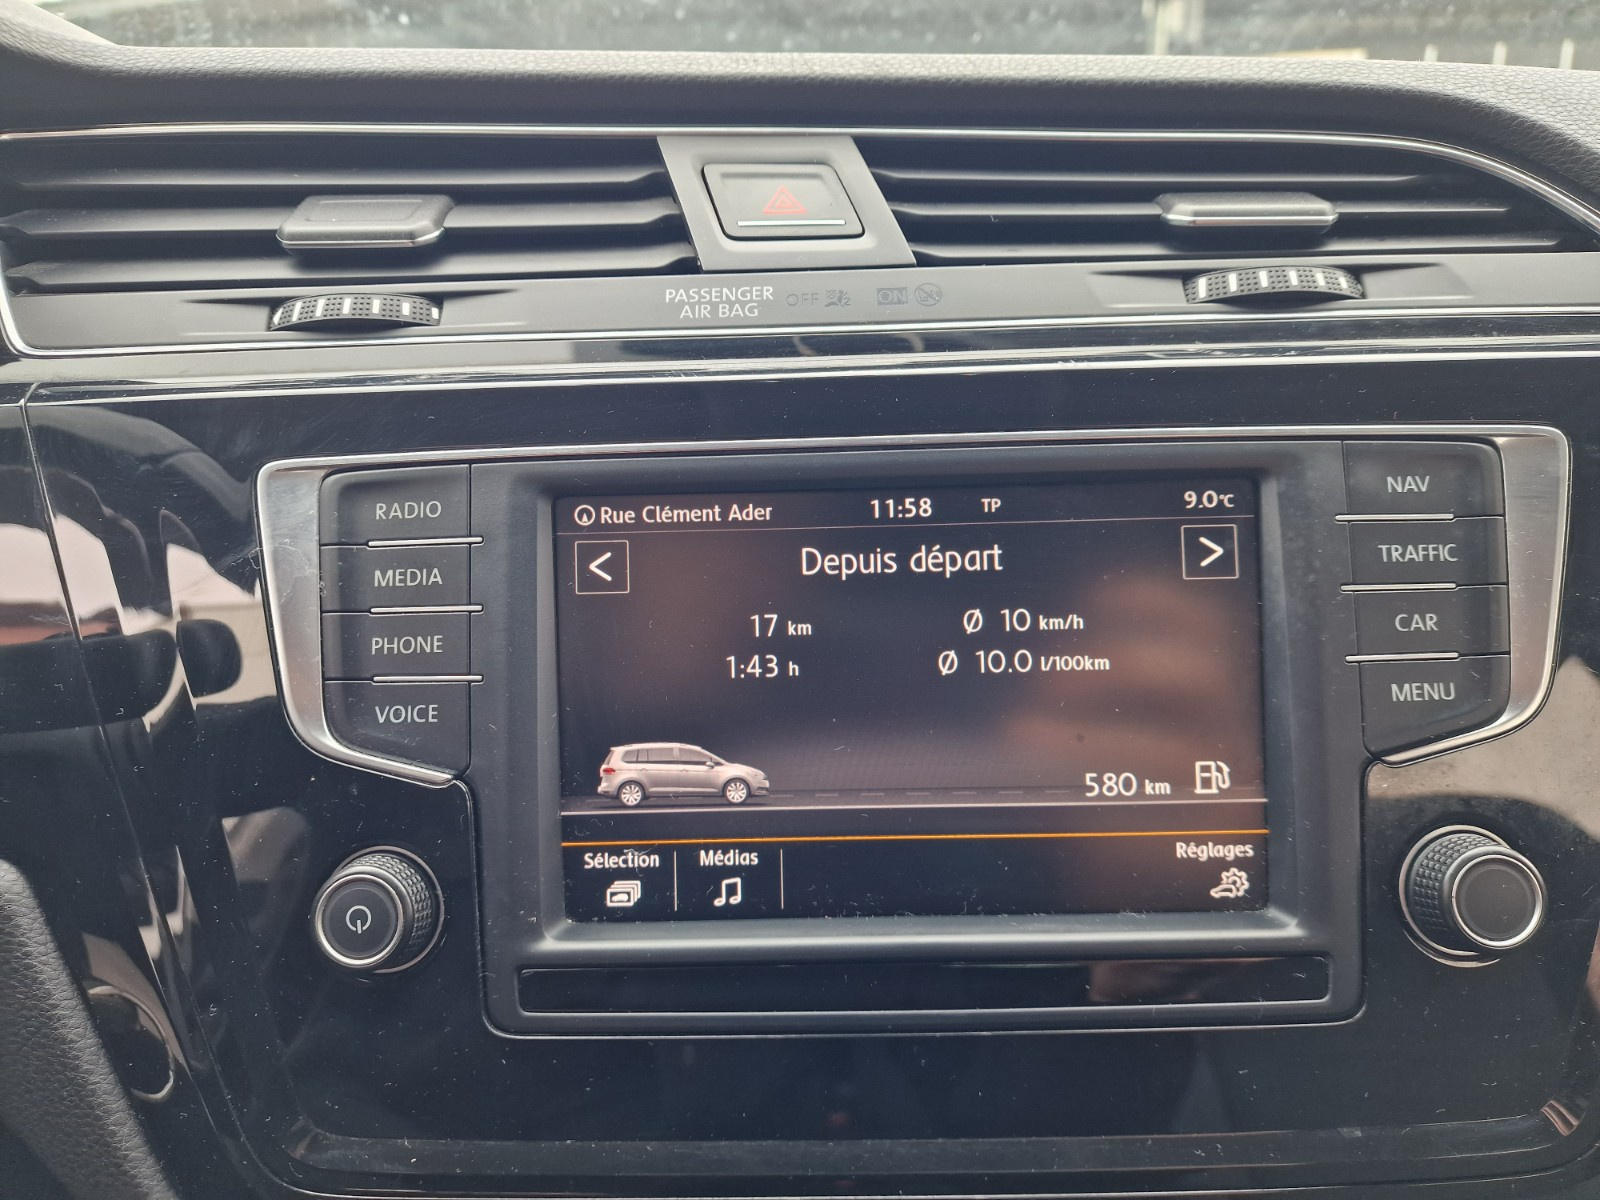 PASSENGER
AIR BAG
OFF
ON
RADIO
MEDIA
PHONE
VOICE
Rue Clément Ader
11:58
TP
9.0°C
<
Depuis départ
>
17 km
Ø 10 km/h
1:43 h
Ø 10.0 l/100km
580 km
Sélection
Médias
Réglages
NAV
TRAFFIC
CAR
MENU